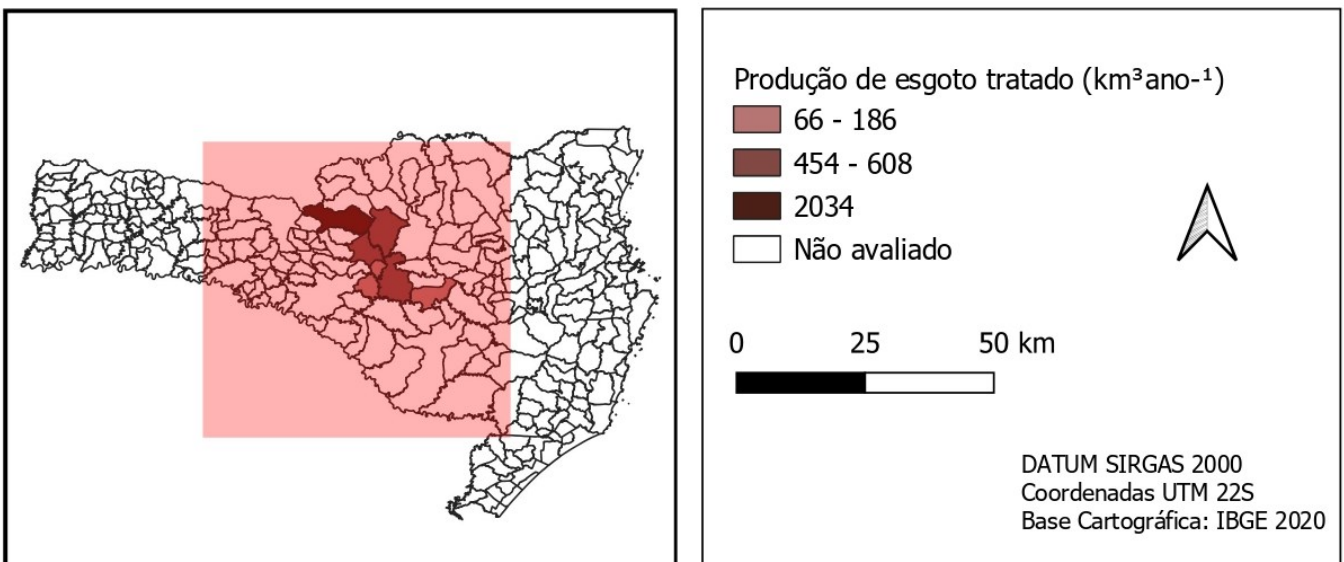 Produção de esgoto tratado (km³ano-¹)
66 - 186
454 - 608
2034
Não avaliado
0 25 50 km
DATUM SIRGAS 2000
Coordenadas UTM 22S
Base Cartográfica: IBGE 2020